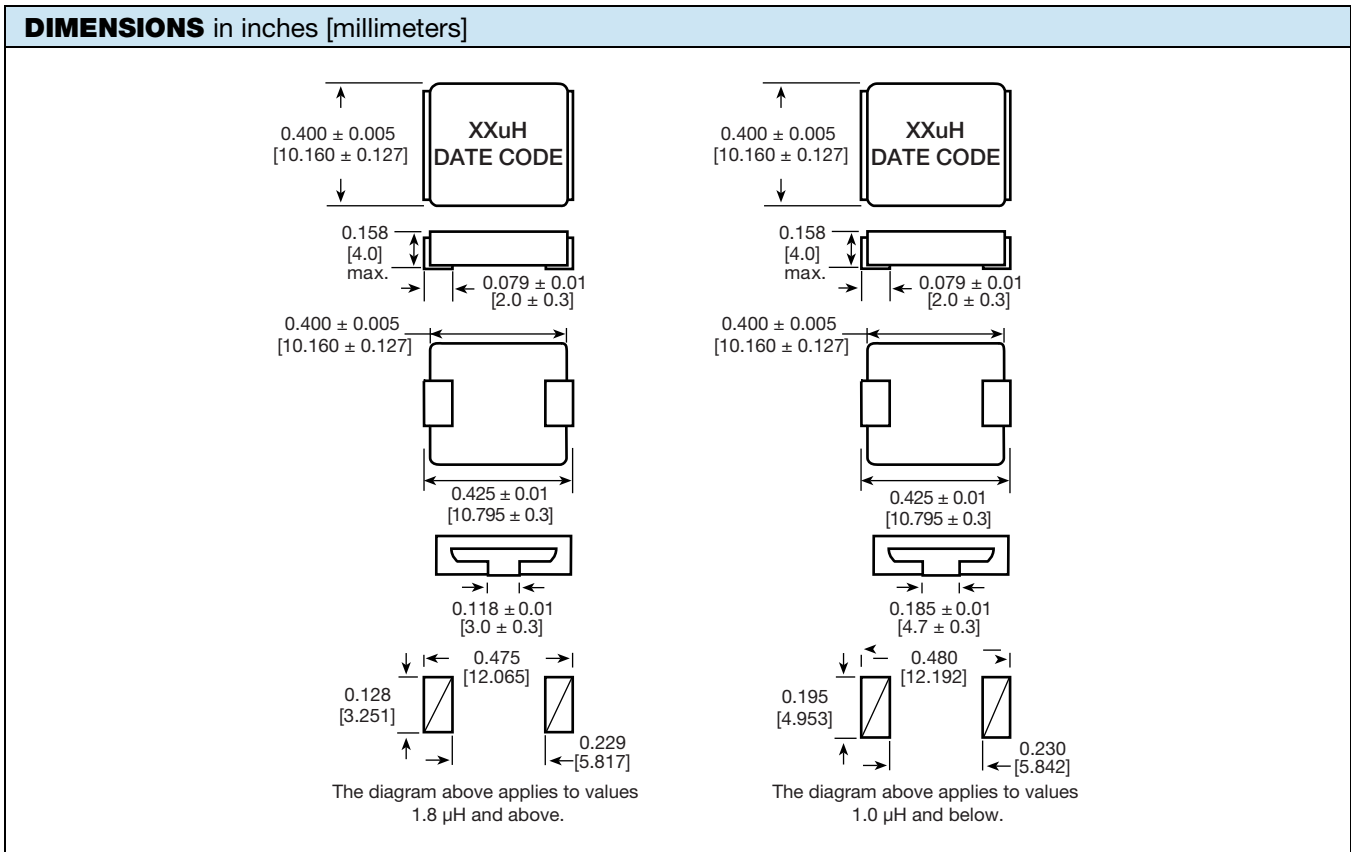 DIMENSIONS in inches [millimeters]
0.400 ± 0.005
[10.160 ± 0.127]
XXuH
DATE CODE
0.158
[4.0]
max.
0.079 ± 0.01
[2.0 ± 0.3]
0.400 ± 0.005
[10.160 ± 0.127]
0.425 ± 0.01
[10.795 ± 0.3]
0.118 ± 0.01
[3.0 ± 0.3]
0.475
[12.065]
0.128
[3.251]
0.229
[5.817]
The diagram above applies to values
1.8 µH and above.
0.400 ± 0.005
[10.160 ± 0.127]
XXuH
DATE CODE
0.158
[4.0]
max.
0.079 ± 0.01
[2.0 ± 0.3]
0.400 ± 0.005
[10.160 ± 0.127]
0.425 ± 0.01
[10.795 ± 0.3]
0.185 ± 0.01
[4.7 ± 0.3]
0.480
[12.192]
0.195
[4.953]
0.230
[5.842]
The diagram above applies to values
1.0 µH and below.